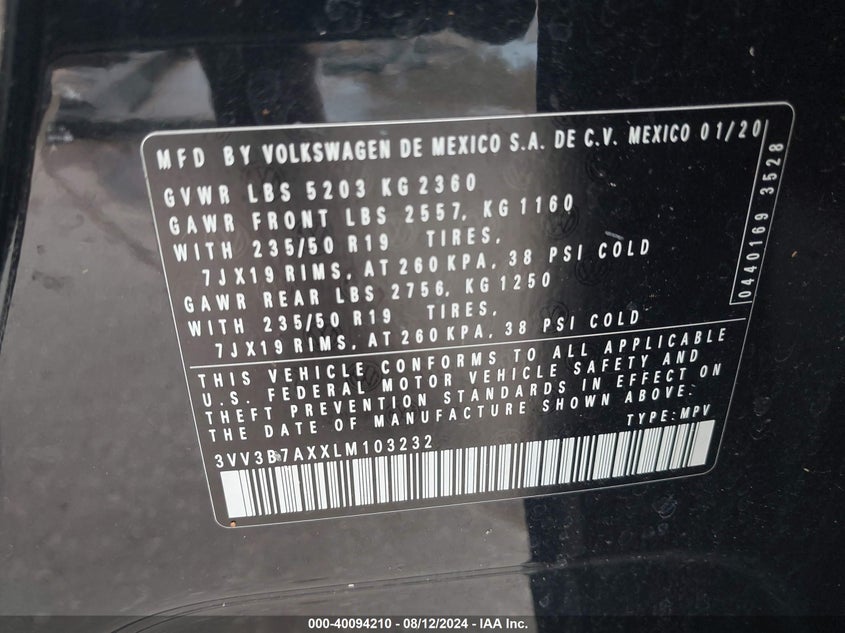 MFD BY VOLKSWAGEN DE MEXICO S.A. DE C.V. MEXICO 01/20
GVWR LBS 5203 KG 2360
GAWR FRONT LBS 2557, KG 1160
WITH 235/50 R19 TIRES,
7JX19 RIMS, AT 260 KPA, 38 PSI COLD
GAWR REAR LBS 2756, KG 1250
WITH 235/50 R19 TIRES,
7JX19 RIMS, AT 260 KPA, 38 PSI COLD
0440169 3528
THIS VEHICLE CONFORMS TO ALL APPLICABLE
U.S. FEDERAL MOTOR VEHICLE SAFETY AND
THEFT PREVENTION STANDARDS IN EFFECT ON
THE DATE OF MANUFACTURE SHOWN ABOVE.
TYPE: MPV
3VV3B7AXXLM103232
000-40094210 - 08/12/2024 - IAA Inc.